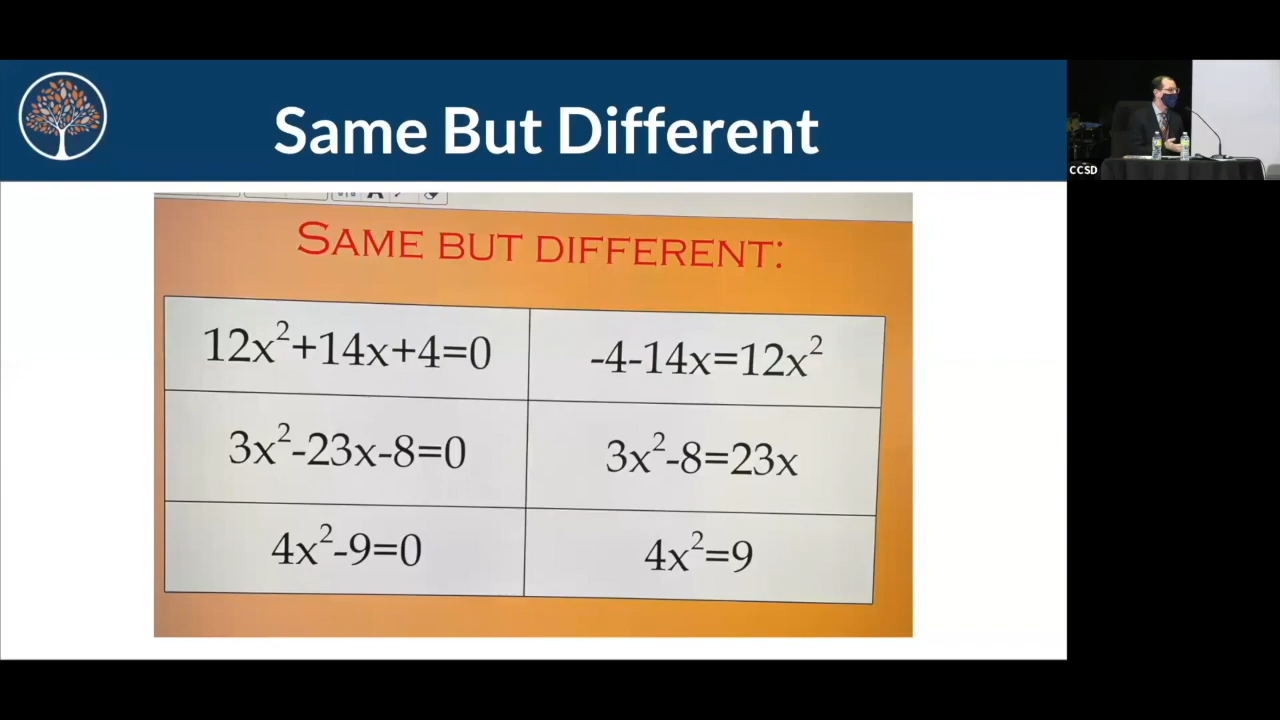 Same But Different
CCSD
A
SAME BUT DIFFERENT:
12x²+14x+4=0
-4-14x=12x²
3x²-23x-8=0
3x²-8=23x
4x²-9=0
4x²=9